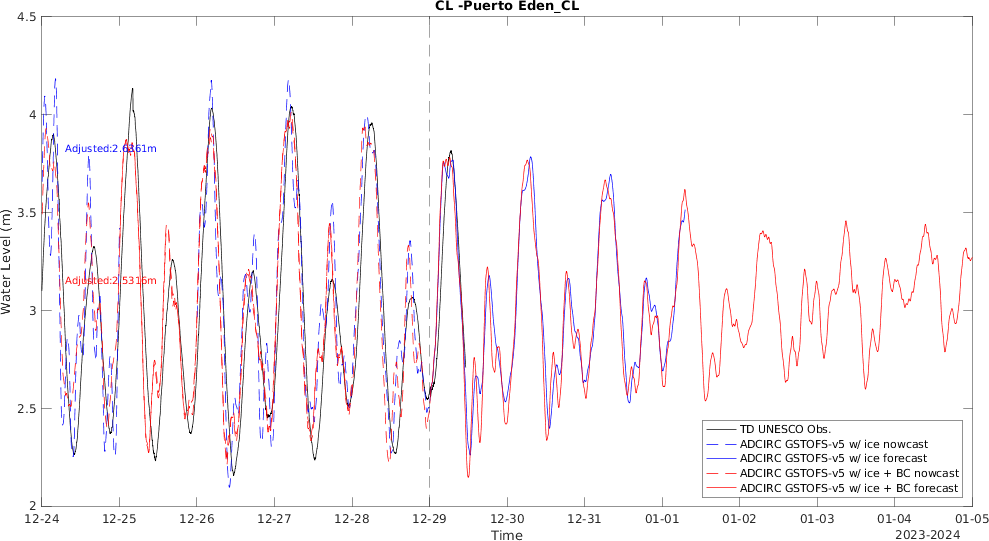 CL -Puerto Eden_CL
4.5
4
3.5
3
2.5
2
Water Level (m)
Adjusted:2.6361m
Adjusted:2.5316m
TD UNESCO Obs.
ADCIRC GSTOFS-v5 w/ ice nowcast
ADCIRC GSTOFS-v5 w/ ice forecast
ADCIRC GSTOFS-v5 w/ ice + BC nowcast
ADCIRC GSTOFS-v5 w/ ice + BC forecast
12-24 12-25 12-26 12-27 12-28 12-29 12-30 12-31 01-01 01-02 01-03 01-04 01-05
Time
2023-2024